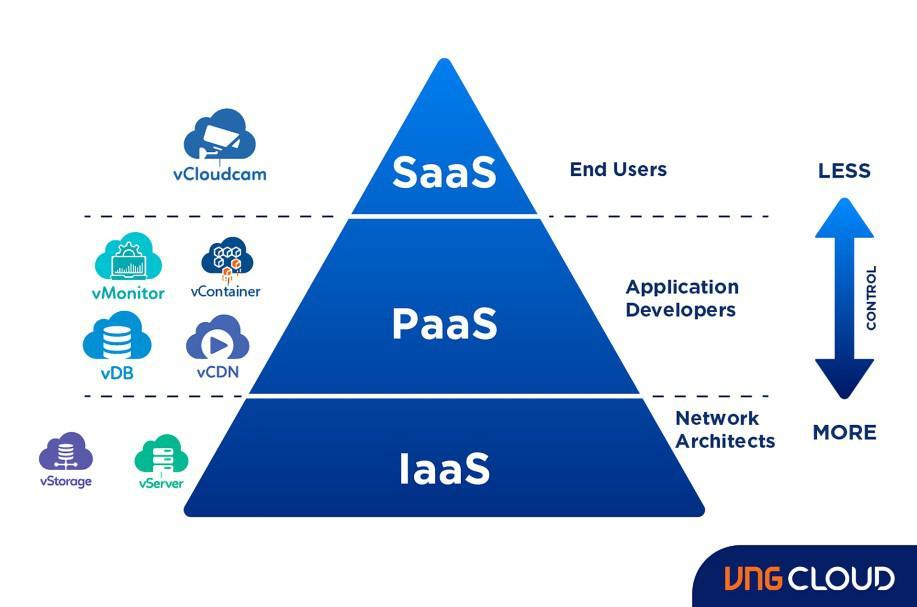 vCloudcam
SaaS
End Users
LESS
vMonitor
vContainer
PaaS
Application
Developers
CONTROL
vDB
vCDN
Network
Architects
MORE
IaaS
vStorage
vServer
VNG CLOUD